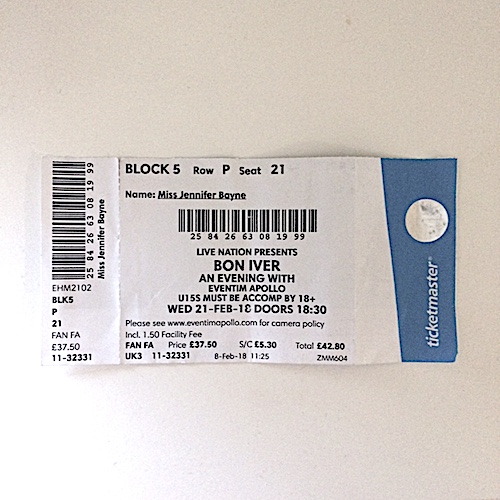 25 84 26 63 08 19 99
Miss Jennifer Bayne
EHM2102
BLK5
P
21
FAN FA
£37.50
11-32331
BLOCK 5 Row P Seat 21
Name: Miss Jennifer Bayne
25 84 26 63 08 19 99
LIVE NATION PRESENTS
BON IVER
AN EVENING WITH
EVENTIM APOLLO
U15S MUST BE ACCOMP BY 18+
WED 21-FEB-18 DOORS 18:30
Please see www.eventimapollo.com for camera policy
Incl. 1.50 Facility Fee
FAN FA Price £37.50 S/C £5.30 Total £42.80
UK3 11-32331 8-Feb-18 11:25 ZMM604
ticketmaster®